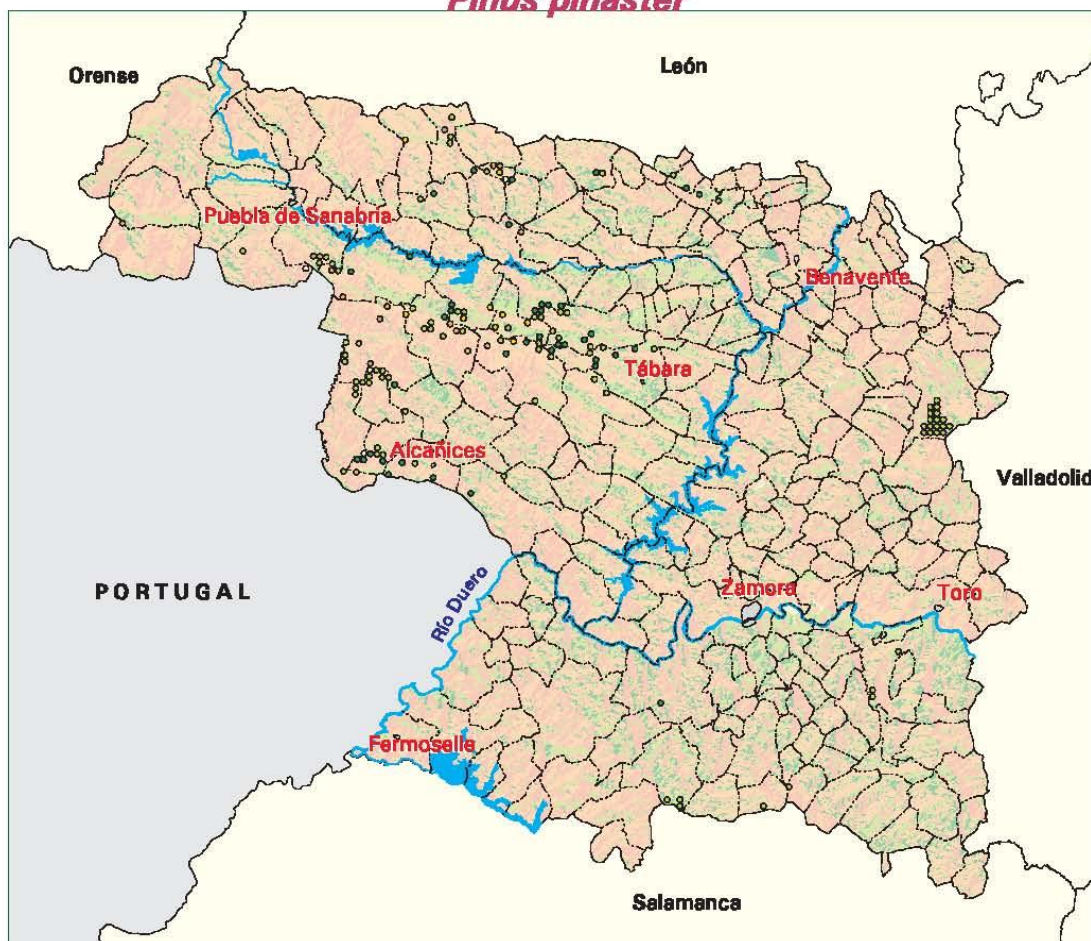 Pinus pinaster
León
Orense
Puebla de Sanabria
Benavente
Tábara
Alcañices
Valladolid
PORTUGAL
Río Duero
Zamora
Toro
Fermoselle
Salamanca